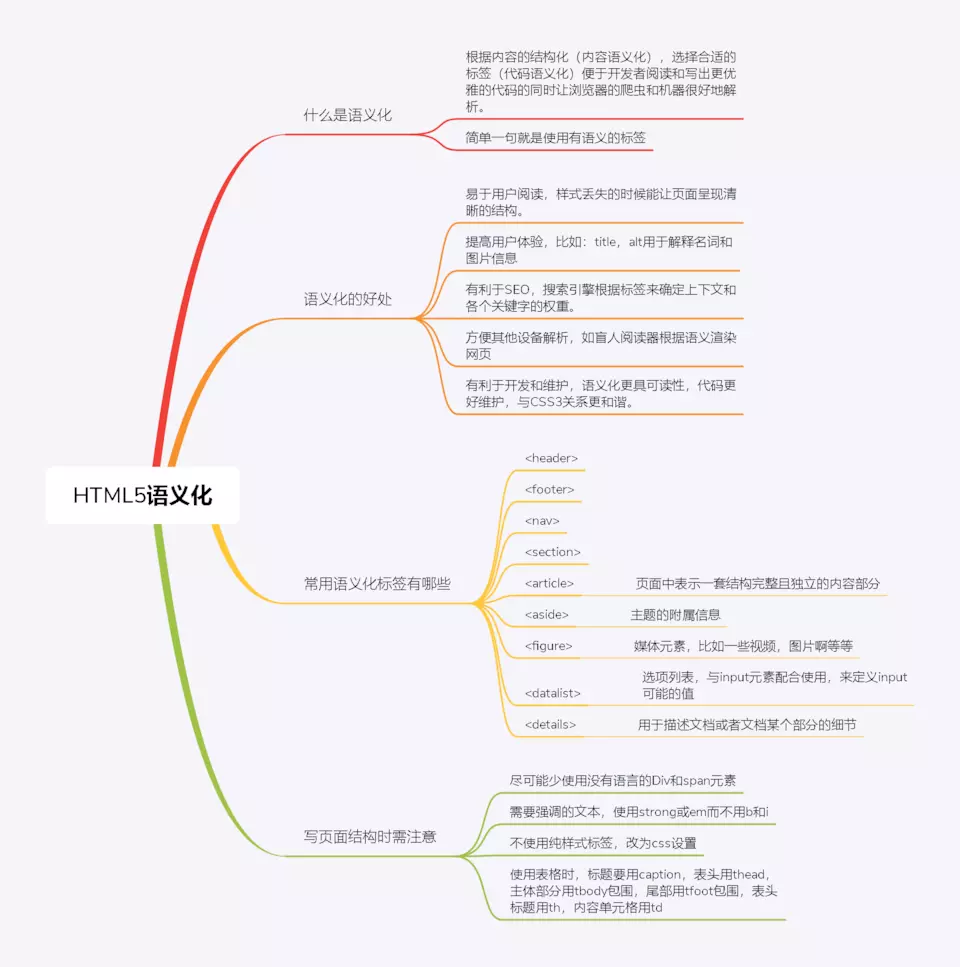 什么是语义化
根据内容的结构化（内容语义化），选择合适的
标签（代码语义化）便于开发者阅读和写出更优
雅的代码的同时让浏览器的爬虫和机器很好地解
析。
简单一句就是使用有语义的标签
语义化的好处
易于用户阅读，样式丢失的时候能让页面呈现清
晰的结构。
提高用户体验，比如：title，alt用于解释名词和
图片信息
有利于SEO，搜索引擎根据标签来确定上下文和
各个关键字的权重。
方便其他设备解析，如盲人阅读器根据语义渲染
网页
有利于开发和维护，语义化更具可读性，代码更
好维护，与CSS3关系更和谐。
HTML5语义化
常用语义化标签有哪些
<header>
<footer>
<nav>
<section>
<article> 页面中表示一套结构完整且独立的内容部分
<aside> 主题的附属信息
<figure> 媒体元素，比如一些视频，图片啊等等
<datalist> 选项列表，与input元素配合使用，来定义input
可能的值
<details> 用于描述文档或者文档某个部分的细节
写页面结构时需注意
尽可能少使用没有语言的Div和span元素
需要强调的文本，使用strong或em而不用b和i
不使用纯样式标签，改为css设置
使用表格时，标题要用caption，表头用thead，
主体部分用tbody包围，尾部用tfoot包围，表头
标题用th，内容单元格用td